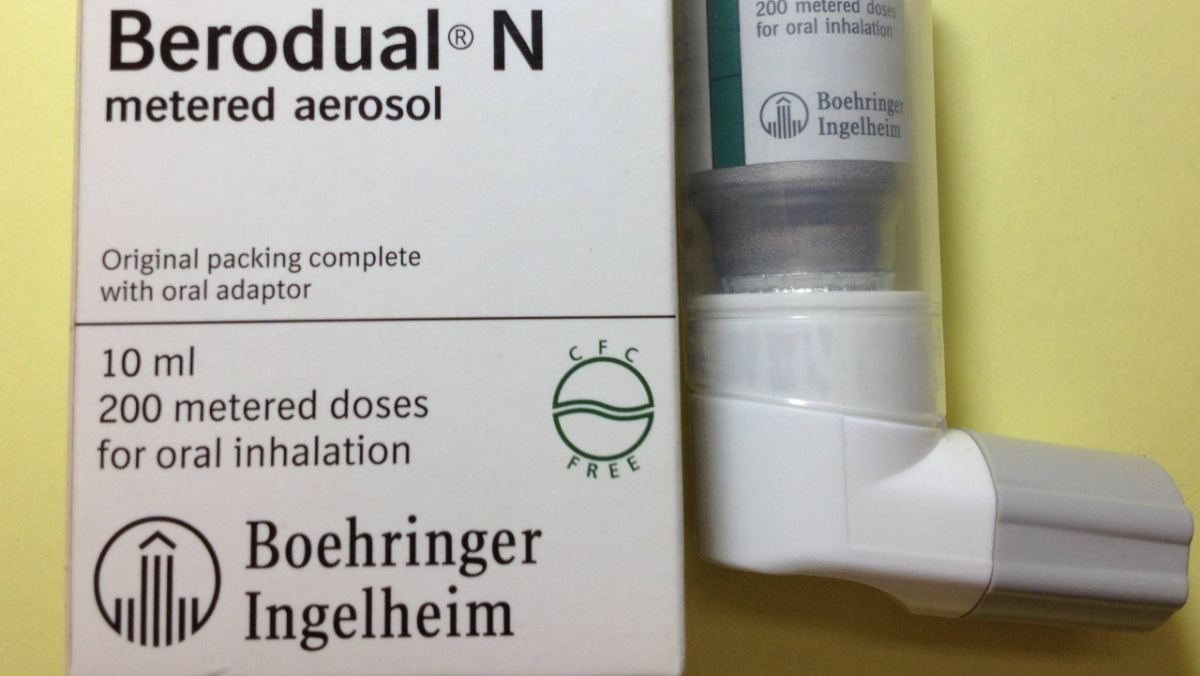 Berodual® N
metered aerosol
Original packing complete
with oral adaptor
10 ml
200 metered doses
for oral inhalation
CFC
FREE
Boehringer
Ingelheim
200 metered doses
for oral inhalation
Boehringer
Ingelheim